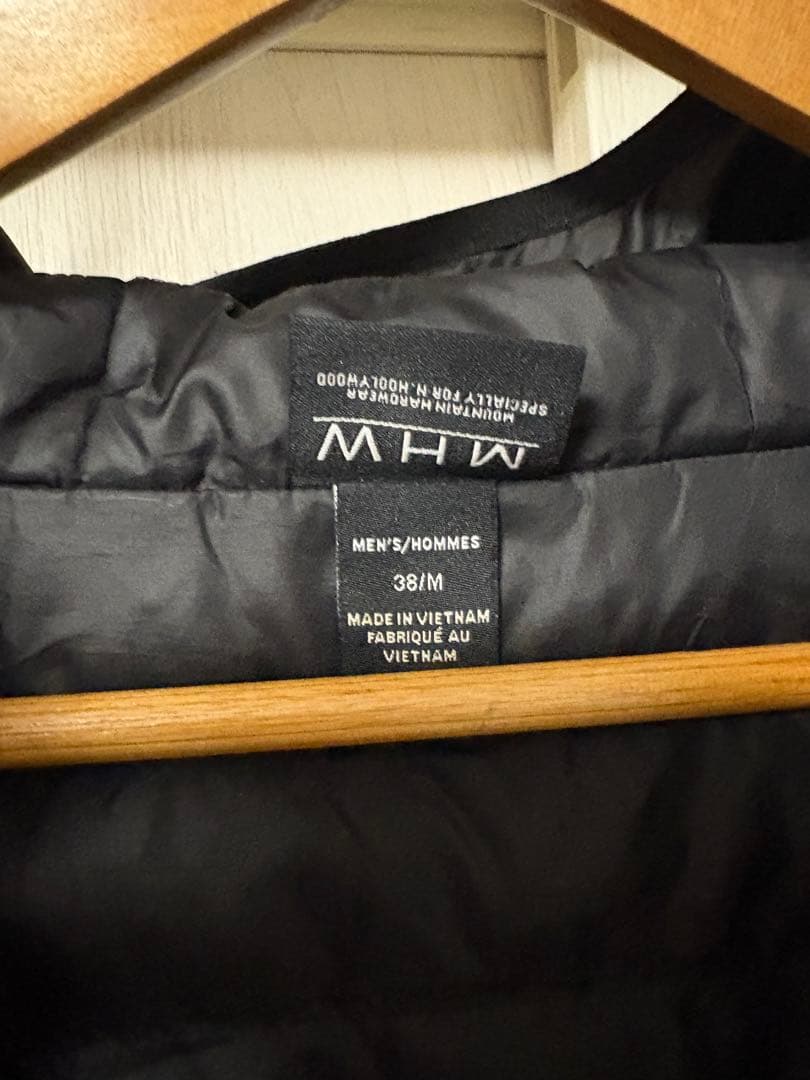 MHW
MOUNTAIN HARDWEAR
SPECIALLY FOR N. HOOLYWOOD
MEN'S/HOMMES
38/M
MADE IN VIETNAM
FABRIQUÉ AU
VIETNAM